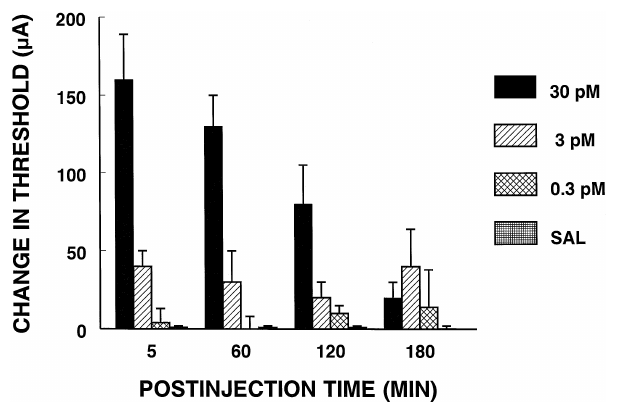 CHANGE IN THRESHOLD (µA)
200
150
100
50
0
5 60 120 180
POSTINJECTION TIME (MIN)
30 pM
3 pM
0.3 pM
SAL